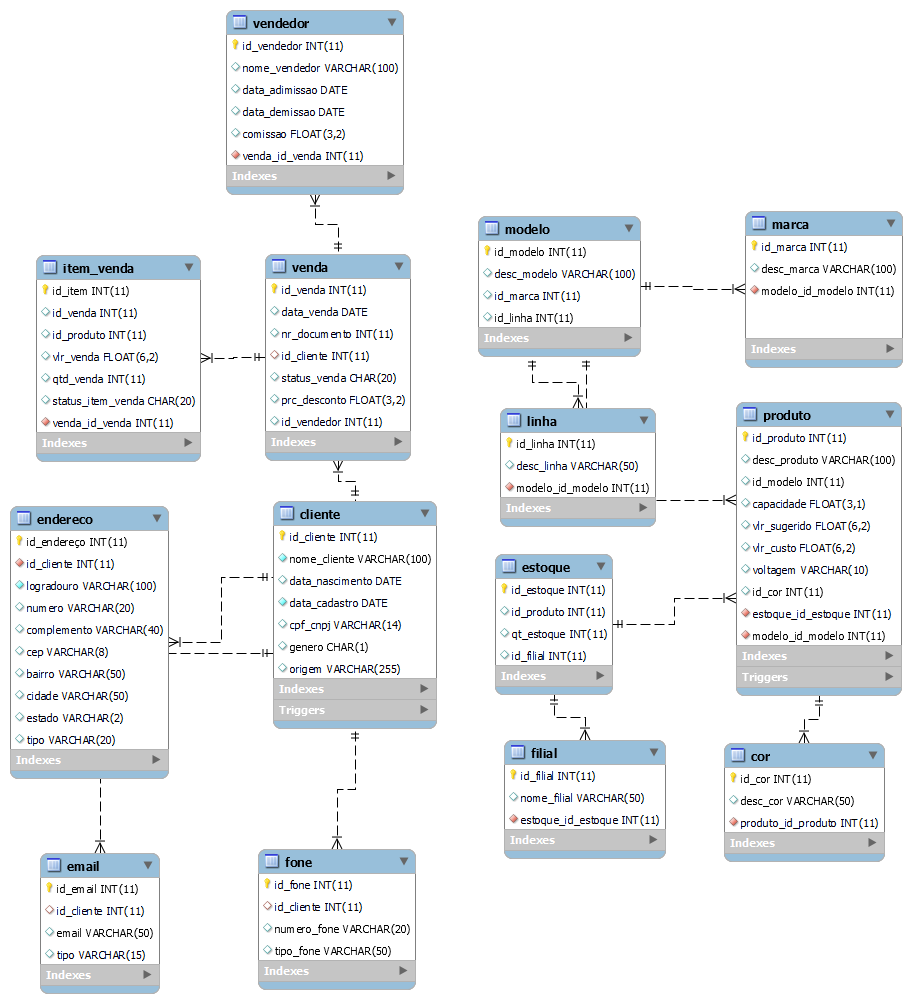 vendedor
id_vendedor INT(11)
nome_vendedor VARCHAR(100)
data_adimissao DATE
data_demissao DATE
comissao FLOAT(3,2)
venda_id_venda INT(11)
Indexes
item_venda
id_item INT(11)
id_venda INT(11)
id_produto INT(11)
vlr_venda FLOAT(6,2)
qtd_venda INT(11)
status_item_venda CHAR(20)
venda_id_venda INT(11)
Indexes
venda
id_venda INT(11)
data_venda DATE
nr_documento INT(11)
id_cliente INT(11)
status_venda CHAR(20)
prc_desconto FLOAT(3,2)
id_vendedor INT(11)
Indexes
modelo
id_modelo INT(11)
desc_modelo VARCHAR(100)
id_marca INT(11)
id_linha INT(11)
Indexes
marca
id_marca INT(11)
desc_marca VARCHAR(100)
modelo_id_modelo INT(11)
Indexes
linha
id_linha INT(11)
desc_linha VARCHAR(50)
modelo_id_modelo INT(11)
Indexes
produto
id_produto INT(11)
desc_produto VARCHAR(100)
id_modelo INT(11)
capacidade FLOAT(3,1)
vlr_sugerido FLOAT(6,2)
vlr_custo FLOAT(6,2)
voltagem VARCHAR(10)
id_cor INT(11)
estoque_id_estoque INT(11)
modelo_id_modelo INT(11)
Indexes
Triggers
endereco
id_endereço INT(11)
id_cliente INT(11)
logradouro VARCHAR(100)
numero VARCHAR(20)
complemento VARCHAR(40)
cep VARCHAR(8)
bairro VARCHAR(50)
cidade VARCHAR(50)
estado VARCHAR(2)
tipo VARCHAR(20)
Indexes
cliente
id_cliente INT(11)
nome_cliente VARCHAR(100)
data_nascimento DATE
data_cadastro DATE
cpf_cnpj VARCHAR(14)
genero CHAR(1)
origem VARCHAR(255)
Indexes
Triggers
estoque
id_estoque INT(11)
id_produto INT(11)
qt_estoque INT(11)
id_filial INT(11)
Indexes
filial
id_filial INT(11)
nome_filial VARCHAR(50)
estoque_id_estoque INT(11)
Indexes
cor
id_cor INT(11)
desc_cor VARCHAR(50)
produto_id_produto INT(11)
Indexes
email
id_email INT(11)
id_cliente INT(11)
email VARCHAR(50)
tipo VARCHAR(15)
Indexes
fone
id_fone INT(11)
id_cliente INT(11)
numero_fone VARCHAR(20)
tipo_fone VARCHAR(50)
Indexes